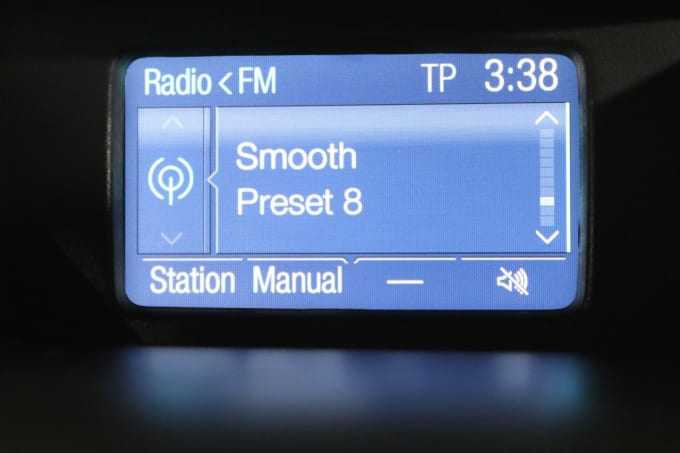 Radio < FM TP 3:38
Smooth
Preset 8
Station Manual —